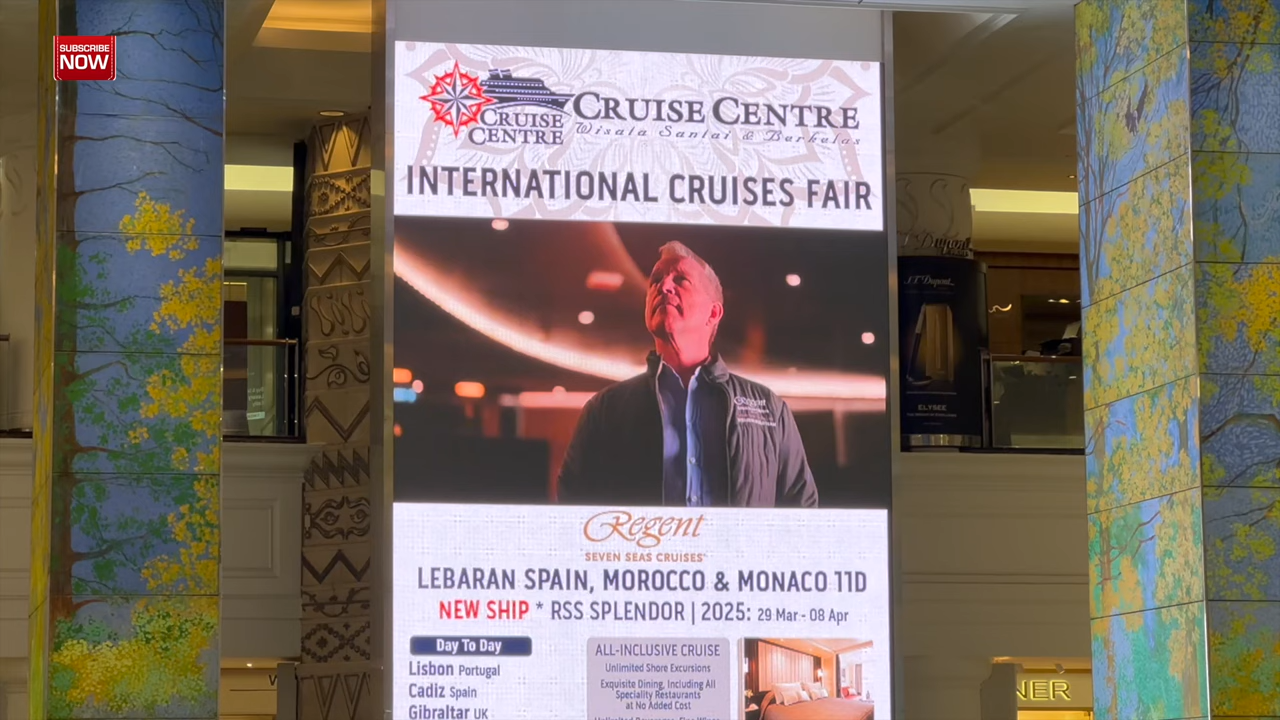 SUBSCRIBE
NOW
CRUISE
CENTRE
CRUISE CENTRE
Wisata Santai & Berkelas
INTERNATIONAL CRUISES FAIR
Regent
S.T. Dupont
ELYSEE
Regent
SEVEN SEAS CRUISES
LEBARAN SPAIN, MOROCCO & MONACO 11D
NEW SHIP * RSS SPLENDOR | 2025: 29 Mar - 08 Apr
Day To Day
Lisbon Portugal
Cadiz Spain
Gibraltar UK
ALL-INCLUSIVE CRUISE
Unlimited Shore Excursions
Exquisite Dining, Including All
Speciality Restaurants
at No Added Cost
NER